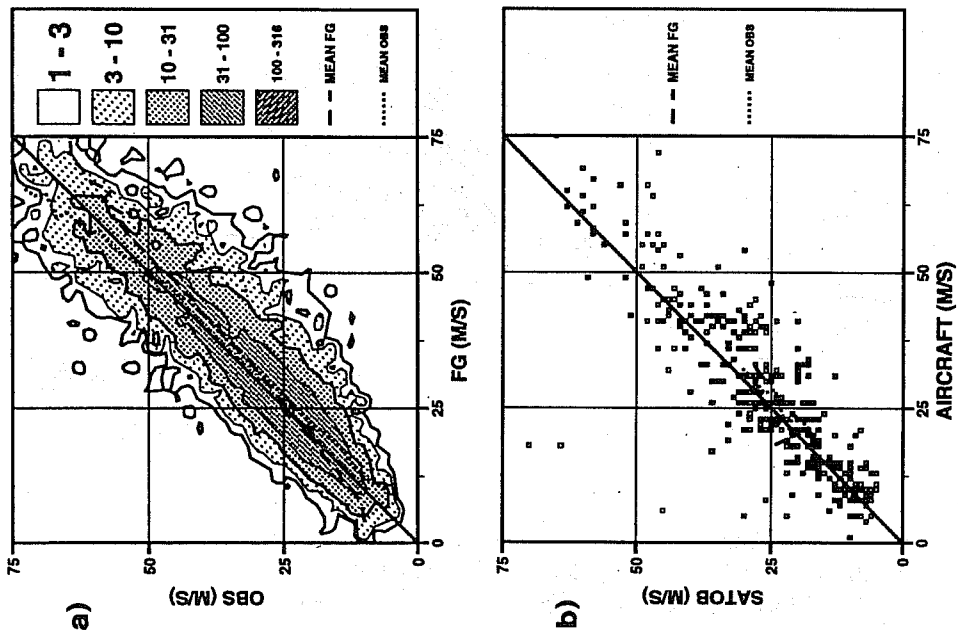 a)
75
50
25
0
OBS (M/S)
0
25
50
75
FG (M/S)
1 - 3
3 - 10
10 - 31
31 - 100
100 - 316
MEAN FG
MEAN OBS
b)
75
50
25
0
SATOB (M/S)
0
25
50
75
AIRCRAFT (M/S)
MEAN FG
MEAN OBS